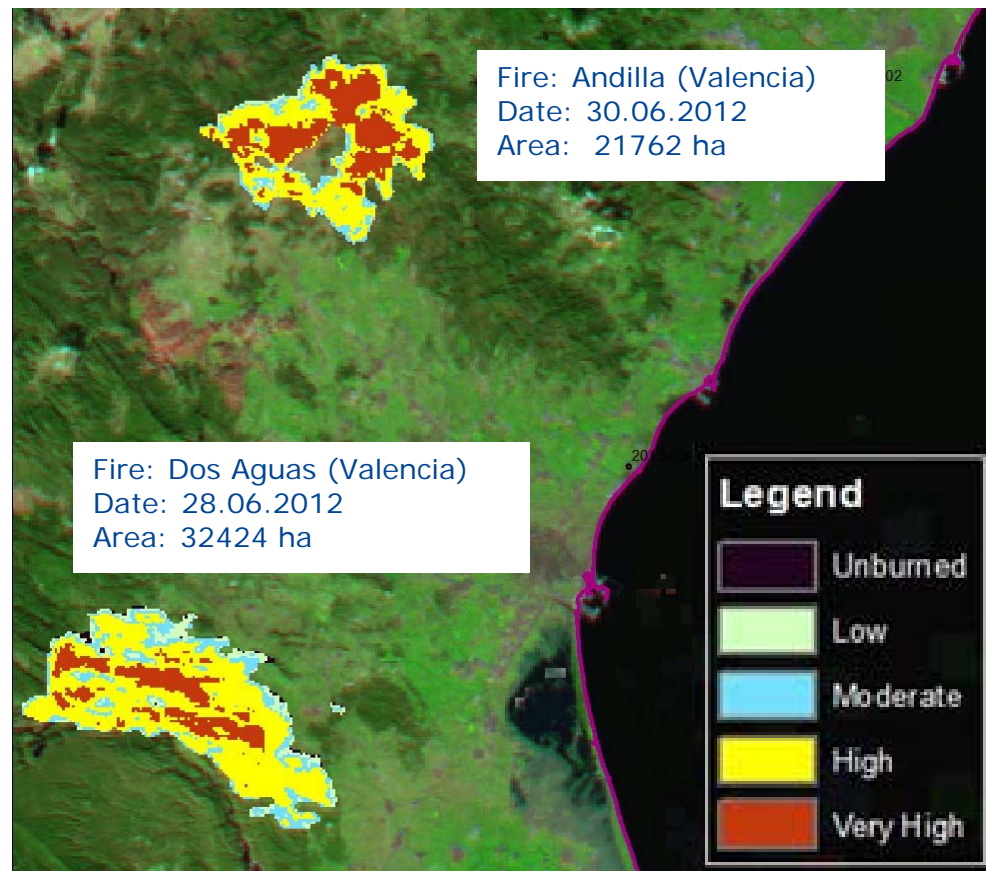 Fire: Andilla (Valencia)
Date: 30.06.2012
Area: 21762 ha
02
Fire: Dos Aguas (Valencia)
Date: 28.06.2012
Area: 32424 ha
Legend
Unburned
Low
Moderate
High
Very High